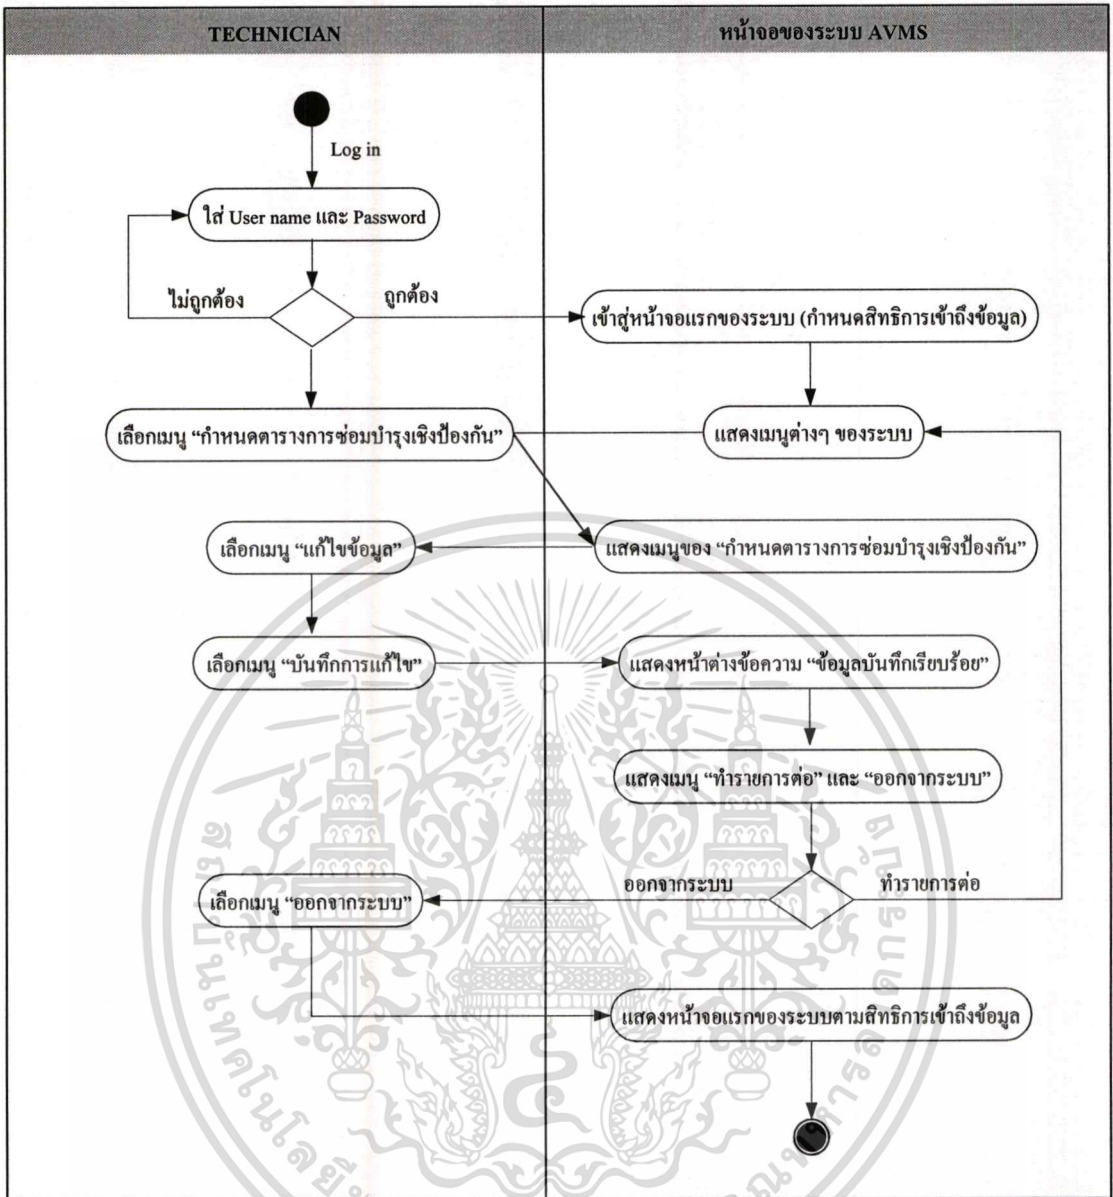 TECHNICIAN
หน้าจอของระบบ AVMS
Log in
ใส่ User name และ Password
ไม่ถูกต้อง
ถูกต้อง
เข้าสู่หน้าจอแรกของระบบ (กำหนดสิทธิการเข้าถึงข้อมูล)
เลือกเมนู “กำหนดตารางการซ่อมบำรุงเชิงป้องกัน”
แสดงเมนูต่างๆ ของระบบ
เลือกเมนู “แก้ไขข้อมูล”
แสดงเมนูของ “กำหนดตารางการซ่อมบำรุงเชิงป้องกัน”
เลือกเมนู “บันทึกการแก้ไข”
แสดงหน้าต่างข้อความ “ข้อมูลบันทึกเรียบร้อย”
แสดงเมนู “ทำรายการต่อ” และ “ออกจากระบบ”
ออกจากระบบ
ทำรายการต่อ
เลือกเมนู “ออกจากระบบ”
แสดงหน้าจอแรกของระบบตามสิทธิการเข้าถึงข้อมูล